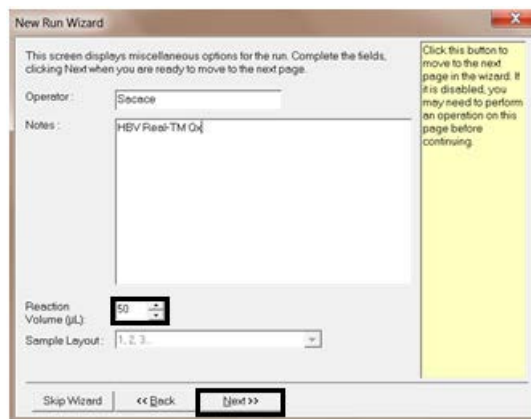 New Run Wizard
This screen displays miscellaneous options for the run. Complete the fields,
clicking Next when you are ready to move to the next page.
Operator :
Sacace
Notes :
HBV Real-TM Qx
Reaction
Volume (µL):
50
Sample Layout :
1, 2, 3...
Skip Wizard
<< Back
Next >>
Click this button to
move to the next
page in the wizard. If
it is disabled, you
may need to perform
an operation on this
page before
continuing.